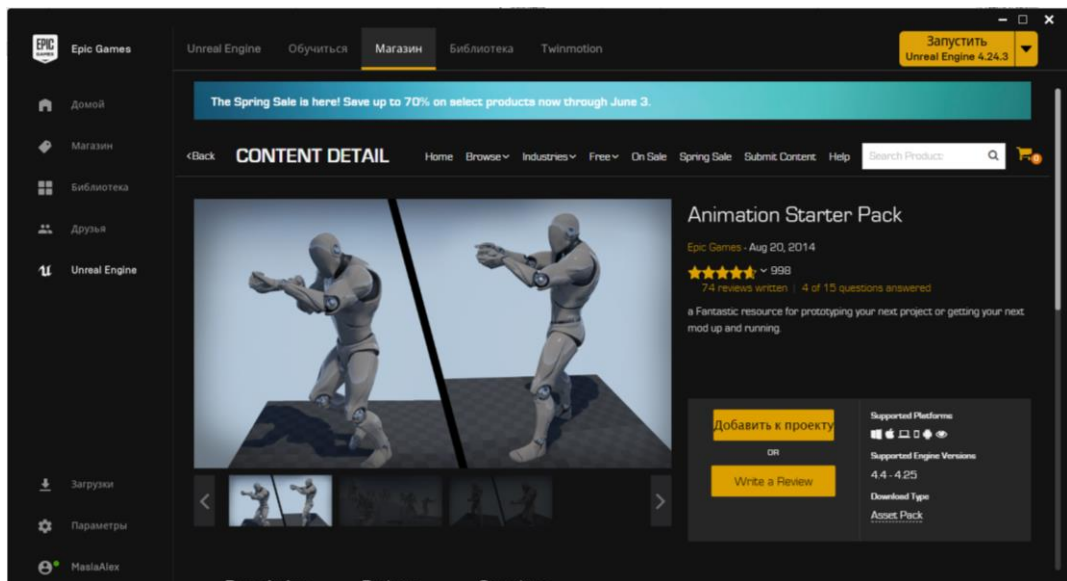 EPIC GAMES
Epic Games
Unreal Engine Обучиться Магазин Библиотека Twinmotion
Запустить
Unreal Engine 4.24.3
Домой
Магазин
Библиотека
Друзья
Unreal Engine
Загрузки
Параметры
MaslaAlex
The Spring Sale is here! Save up to 70% on select products now through June 3.
<Back CONTENT DETAIL Home Browse Industries Free On Sale Spring Sale Submit Content Help Search Product: 0
Animation Starter Pack
Epic Games - Aug 20, 2014
998
74 reviews written | 4 of 15 questions answered
a Fantastic resource for prototyping your next project or getting your next
mod up and running.
Добавить к проекту
OR
Write a Review
Supported Platforms
Supported Engine Versions
4.4 - 4.25
Download Type
Asset Pack